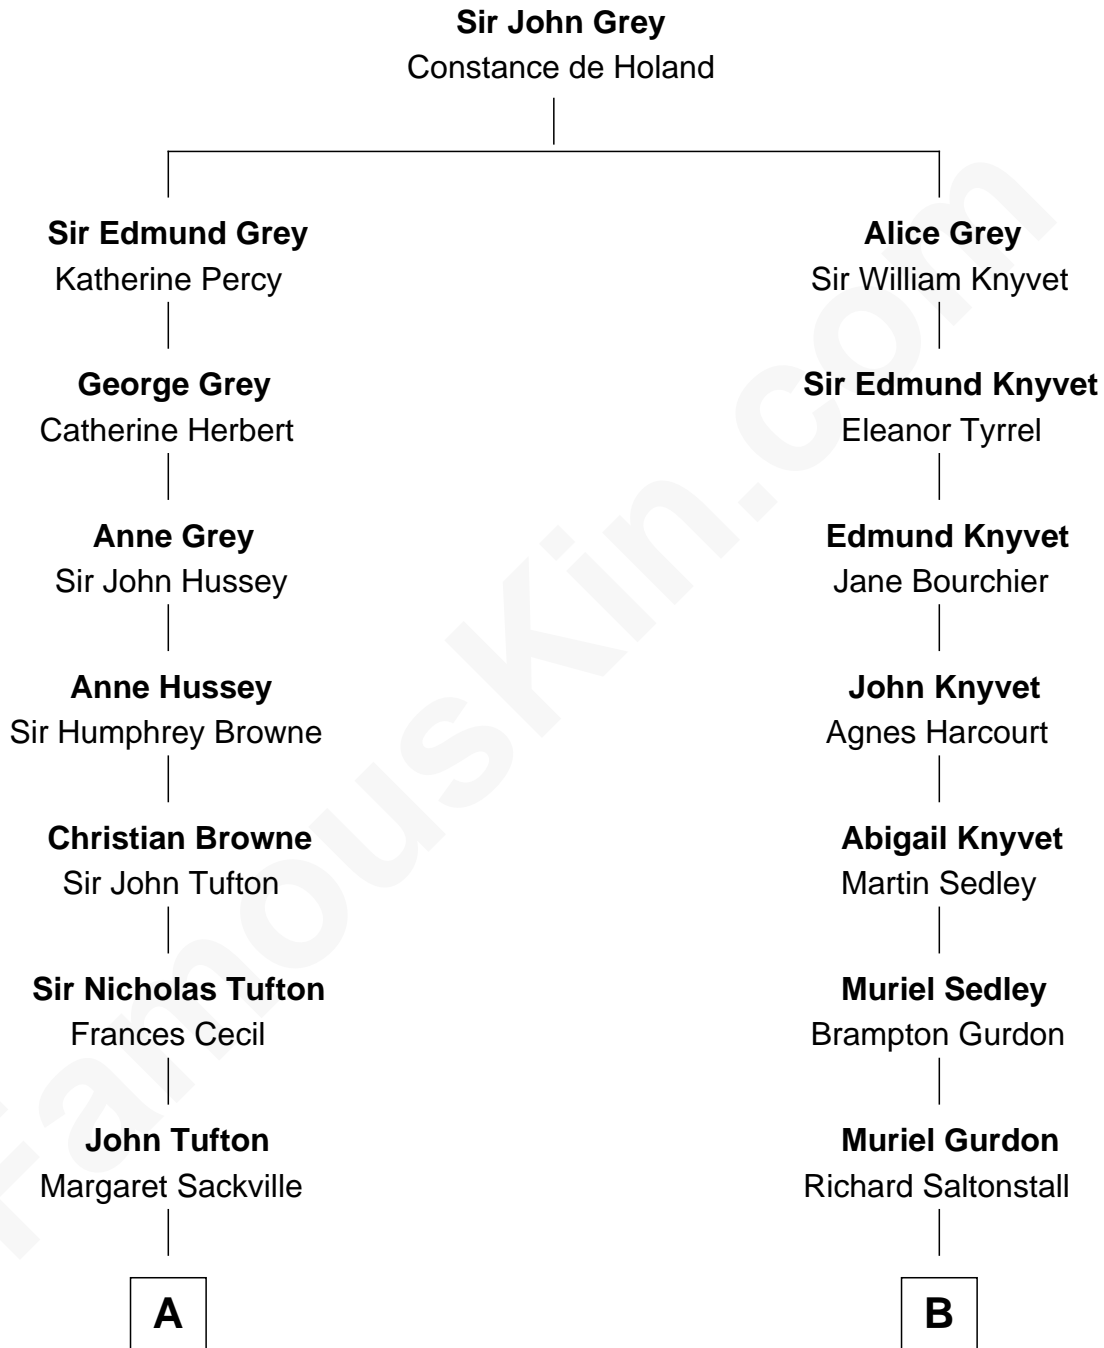 Sir John Grey
Constance de Holand
Sir Edmund Grey
Katherine Percy
Alice Grey
Sir William Knyvet
George Grey
Catherine Herbert
Sir Edmund Knyvet
Eleanor Tyrrel
Anne Grey
Sir John Hussey
Edmund Knyvet
Jane Bourchier
Anne Hussey
Sir Humphrey Browne
John Knyvet
Agnes Harcourt
Christian Browne
Sir John Tufton
Abigail Knyvet
Martin Sedley
Sir Nicholas Tufton
Frances Cecil
Muriel Sedley
Brampton Gurdon
John Tufton
Margaret Sackville
Muriel Gurdon
Richard Saltonstall
A
B
FamousKin.com